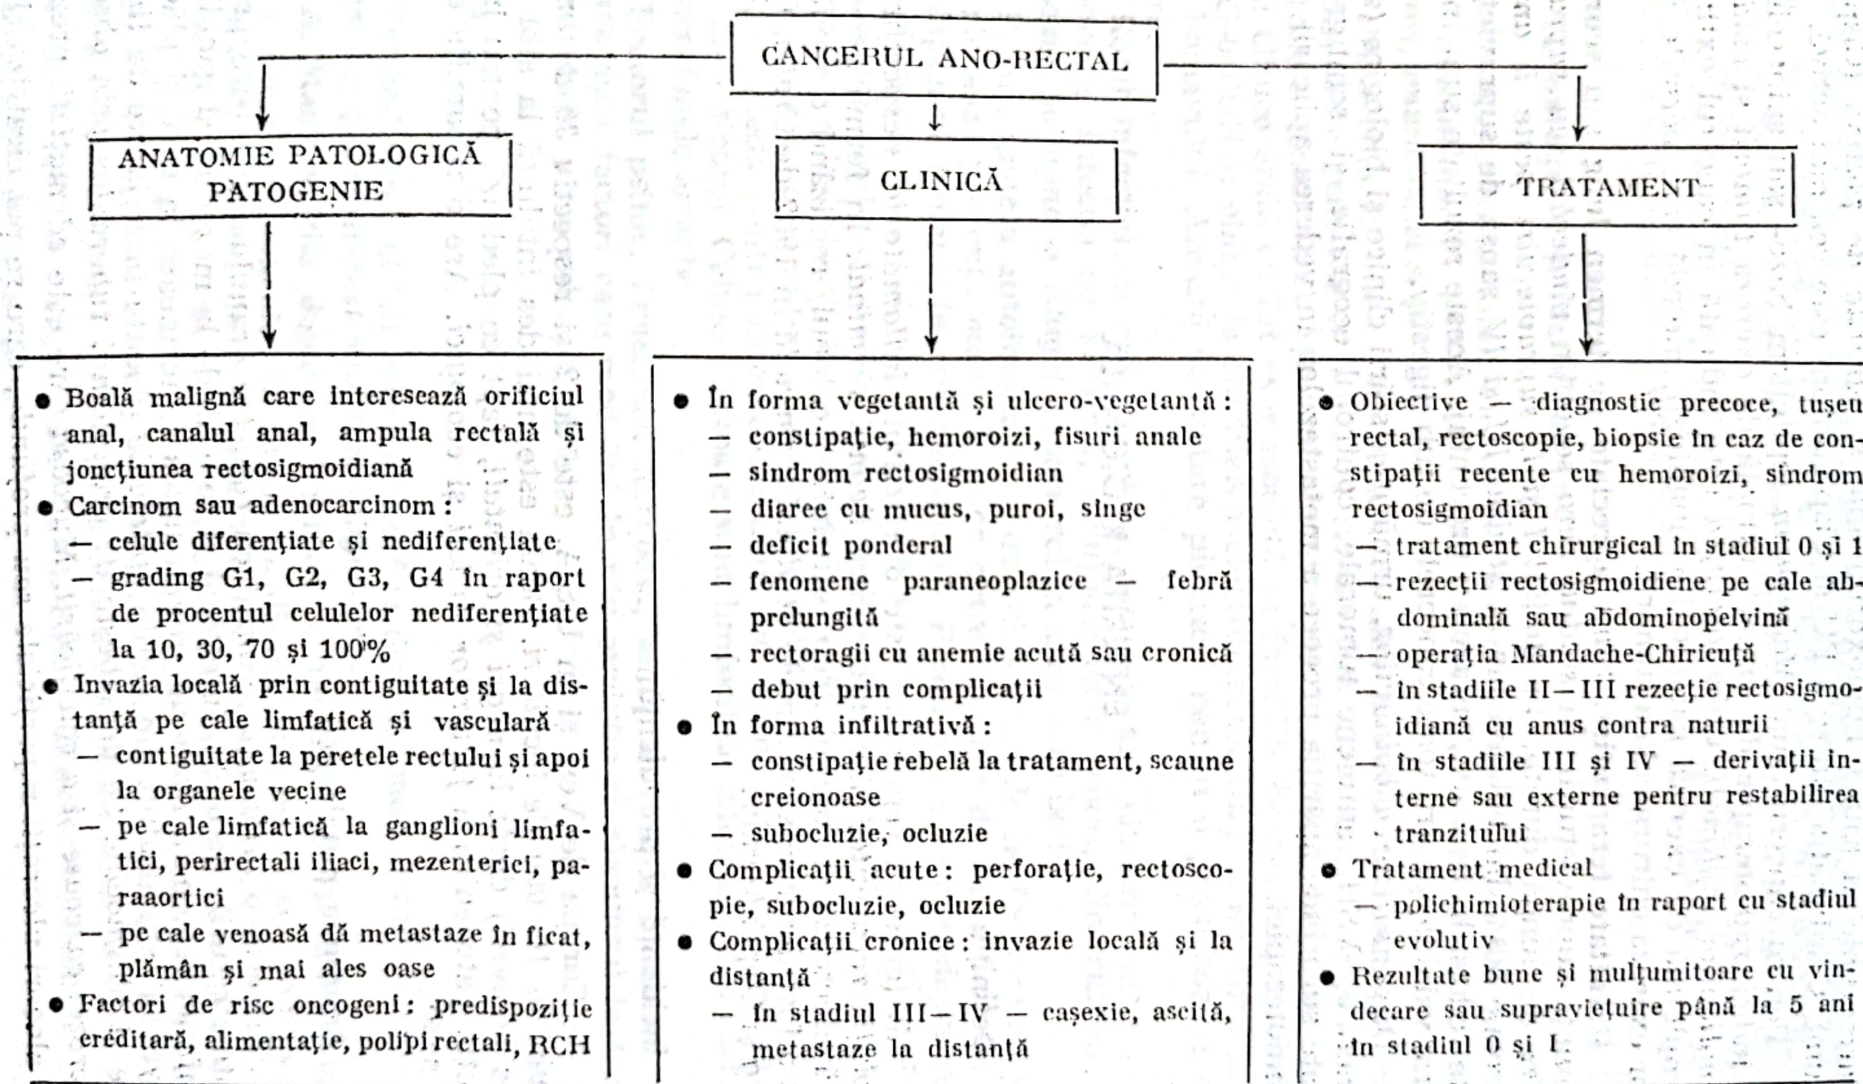 CANCERUL ANO-RECTAL
ANATOMIE PATOLOGICĂ
PATOGENIE
● Boală malignă care interesează orificiul
anal, canalul anal, ampula rectală și
joncțiunea rectosigmoidiană
● Carcinom sau adenocarcinom :
— celule diferențiate și nediferențiate
— grading G1, G2, G3, G4 în raport
de procentul celulelor nediferențiate
la 10, 30, 70 și 100%
● Invazia locală prin contiguitate și la dis-
tanță pe cale limfatică și vasculară
— contiguitate la peretele rectului și apoi
la organele vecine
— pe cale limfatică la ganglioni limfa-
tici, perirectali iliaci, mezenterici, pa-
raaortici
— pe cale venoasă dă metastaze în ficat,
plămân și mai ales oase
● Factori de risc oncogeni : predispoziție
ereditară, alimentație, polipi rectali, RCH
CLINICĂ
● În forma vegetantă și ulcero-vegetantă :
— constipație, hemoroizi, fisuri anale
— sindrom rectosigmoidian
— diaree cu mucus, puroi, sînge
— deficit ponderal
— fenomene paraneoplazice — febră
prelungită
— rectoragii cu anemie acută sau cronică
— debut prin complicații
● În forma infiltrativă :
— constipație rebelă la tratament, scaune
creionoase
— subocluzie, ocluzie
● Complicații acute : perforație, rectosco-
pie, subocluzie, ocluzie
● Complicații cronice : invazie locală și la
distanță
— în stadiul III—IV — cașexie, ascită,
metastaze la distanță
TRATAMENT
● Obiective — diagnostic precoce, tușeu
rectal, rectoscopie, biopsie în caz de con-
stipații recente cu hemoroizi, sindrom
rectosigmoidian
— tratament chirurgical în stadiul 0 și 1
— rezecții rectosigmoidiene pe cale ab-
dominală sau abdominopelvină
— operația Mandache-Chiricuță
— în stadiile II—III rezecție rectosigmo-
idiană cu anus contra naturii
— în stadiile III și IV — derivații in-
terne sau externe pentru restabilirea
tranzitului
● Tratament medical
— polichimioterapie în raport cu stadiul
evolutiv
● Rezultate bune și mulțumitoare cu vin-
decare sau supraviețuire până la 5 ani
în stadiul 0 și I.